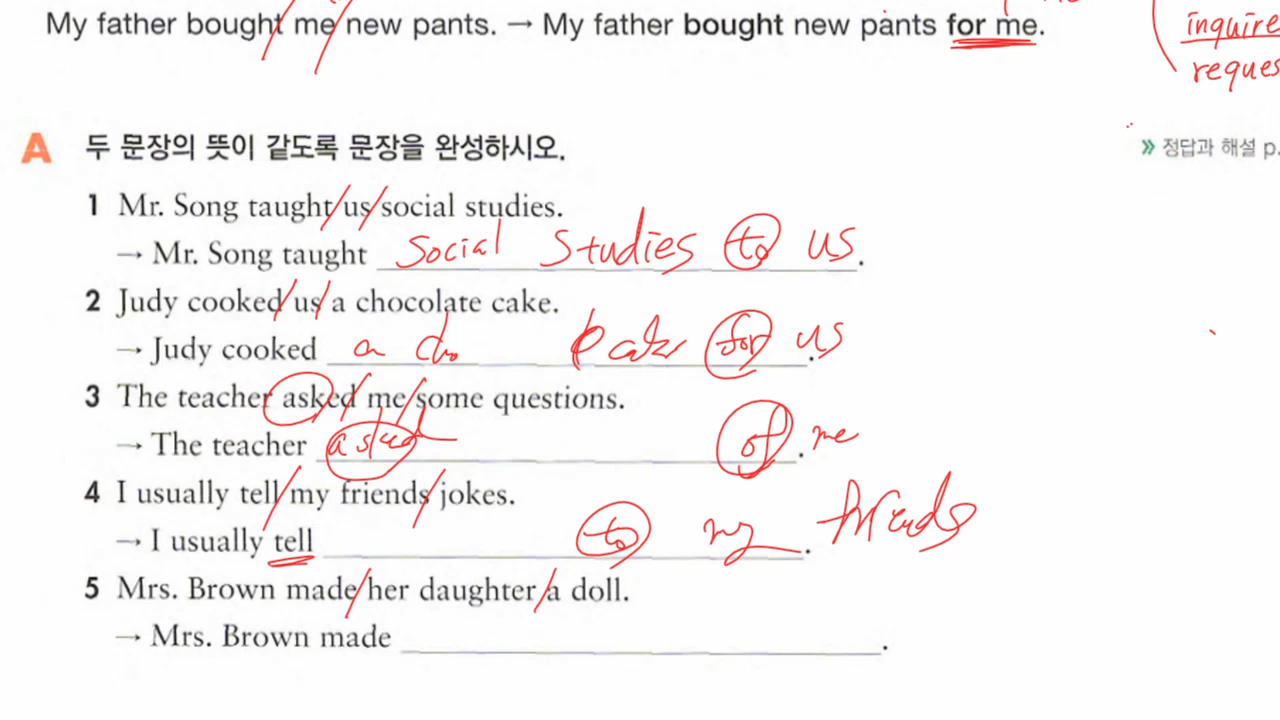 My father bought me new pants. → My father bought new pants for me.
inquire
reques
A 두 문장의 뜻이 같도록 문장을 완성하시오.
» 정답과 해설 p.
1 Mr. Song taught us social studies.
→ Mr. Song taught social studies to us.
2 Judy cooked us a chocolate cake.
→ Judy cooked a cho cake for us.
3 The teacher asked me some questions.
→ The teacher asked of me.
4 I usually tell my friends jokes.
→ I usually tell to my friends.
5 Mrs. Brown made her daughter a doll.
→ Mrs. Brown made .